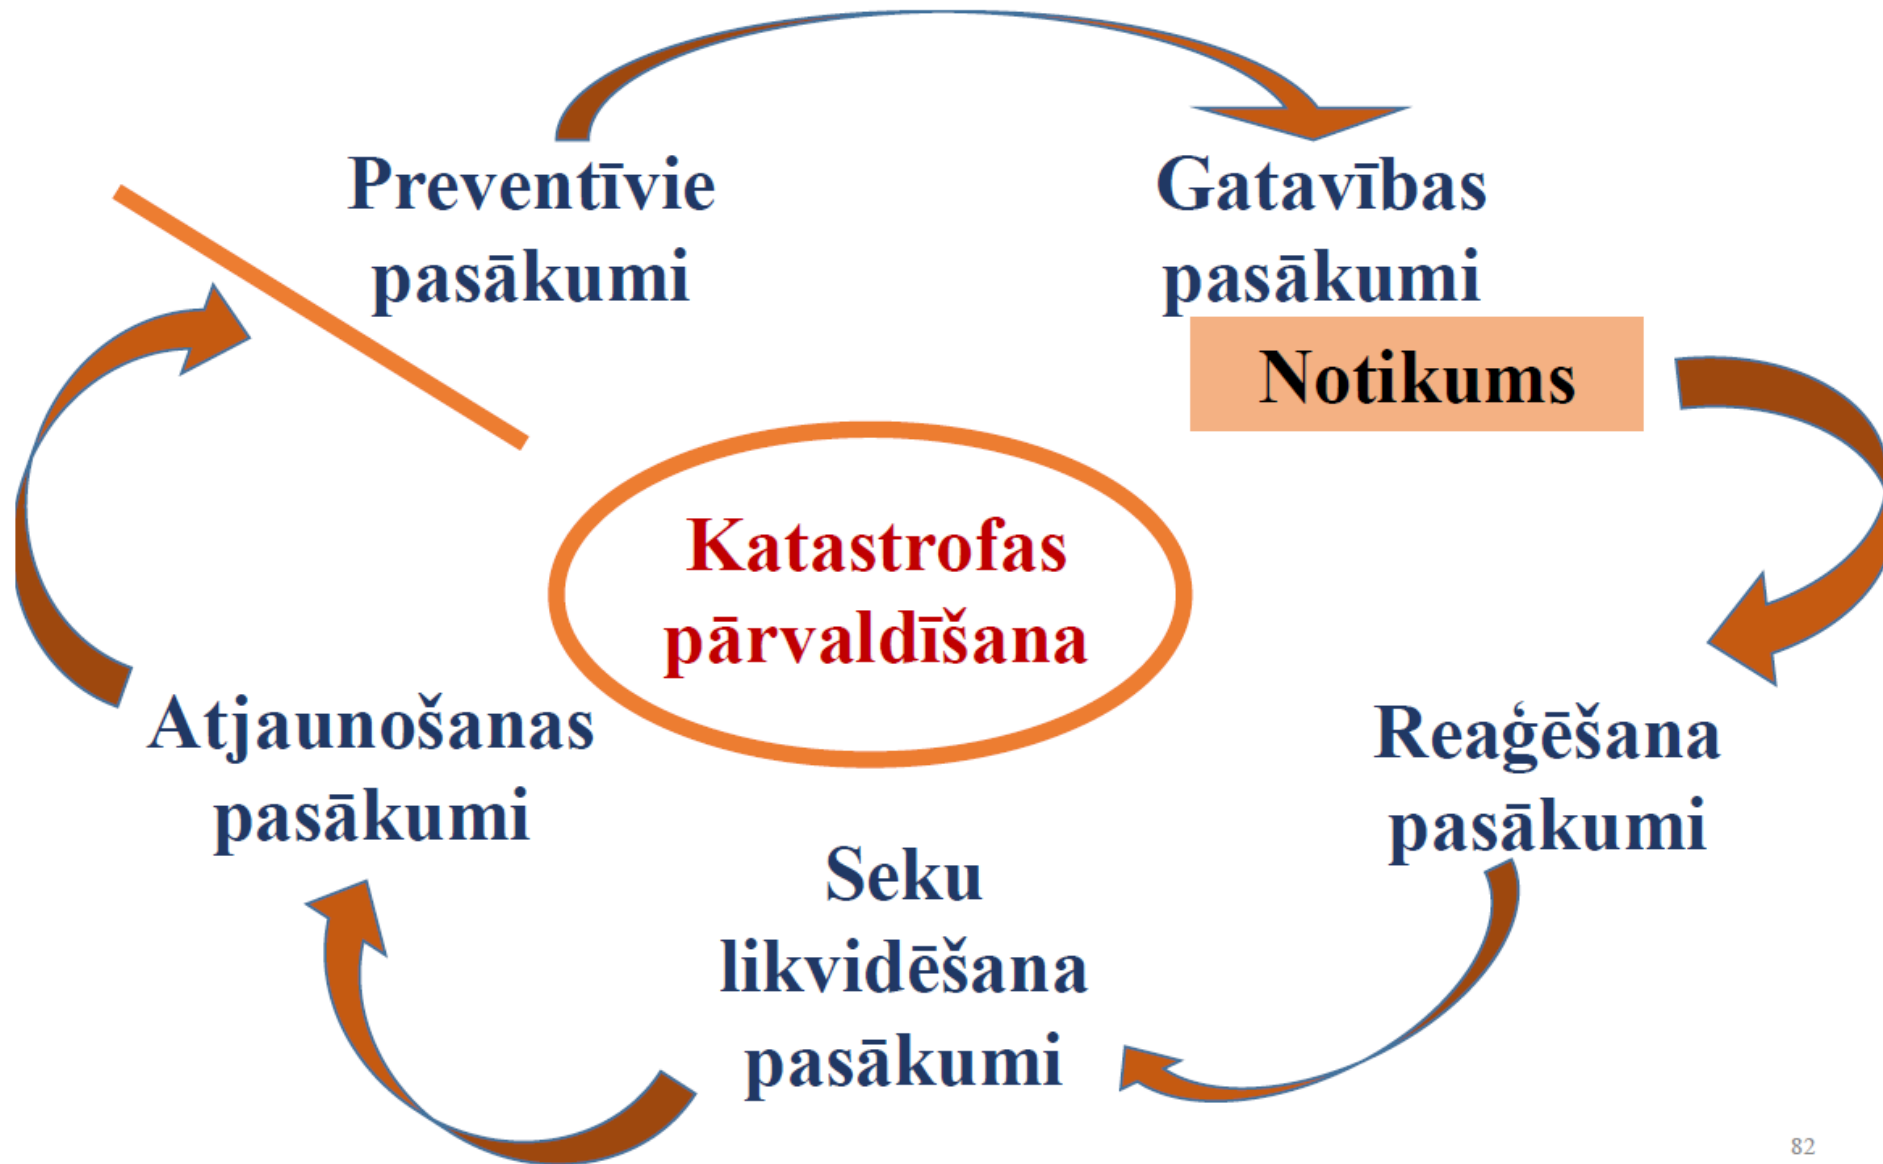 Preventīvie
pasākumi
Gatavības
pasākumi
Notikums
Katastrofas
pārvaldīšana
Reaģēšana
pasākumi
Seku
likvidēšana
pasākumi
Atjaunošanas
pasākumi
82